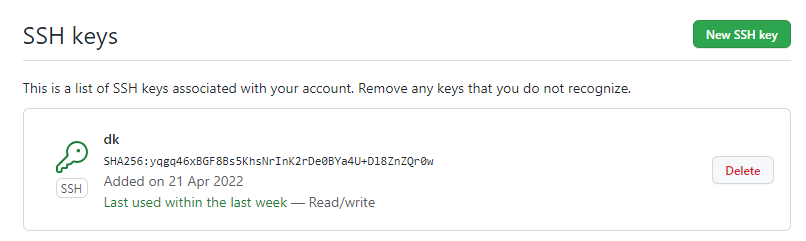 SSH keys
New SSH key
This is a list of SSH keys associated with your account. Remove any keys that you do not recognize.
dk
SHA256:yqgq46xBGF8Bs5KhsNrInK2rDe0BYa4U+D18ZnZQr0w
SSH
Added on 21 Apr 2022
Last used within the last week — Read/write
Delete